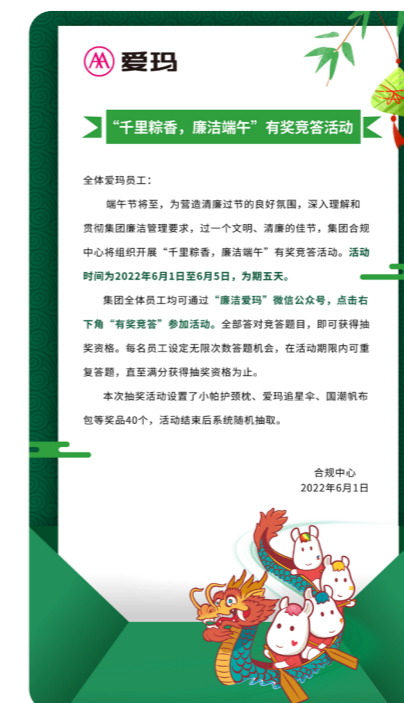 爱玛
“千里粽香，廉洁端午”有奖竞答活动
全体爱玛员工：
端午节将至，为营造清廉过节的良好氛围，深入理解和
贯彻集团廉洁管理要求，过一个文明、清廉的佳节，集团合规
中心将组织开展“千里粽香，廉洁端午”有奖竞答活动。活动
时间为2022年6月1日至6月5日，为期五天。
集团全体员工均可通过“廉洁爱玛”微信公众号，点击右
下角“有奖竞答”参加活动。全部答对竞答题目，即可获得抽
奖资格。每名员工设定无限次数答题机会，在活动期限内可重
复答题，直至满分获得抽奖资格为止。
本次抽奖活动设置了小帕护颈枕、爱玛追星伞、国潮帆布
包等奖品40个，活动结束后系统随机抽取。
合规中心
2022年6月1日